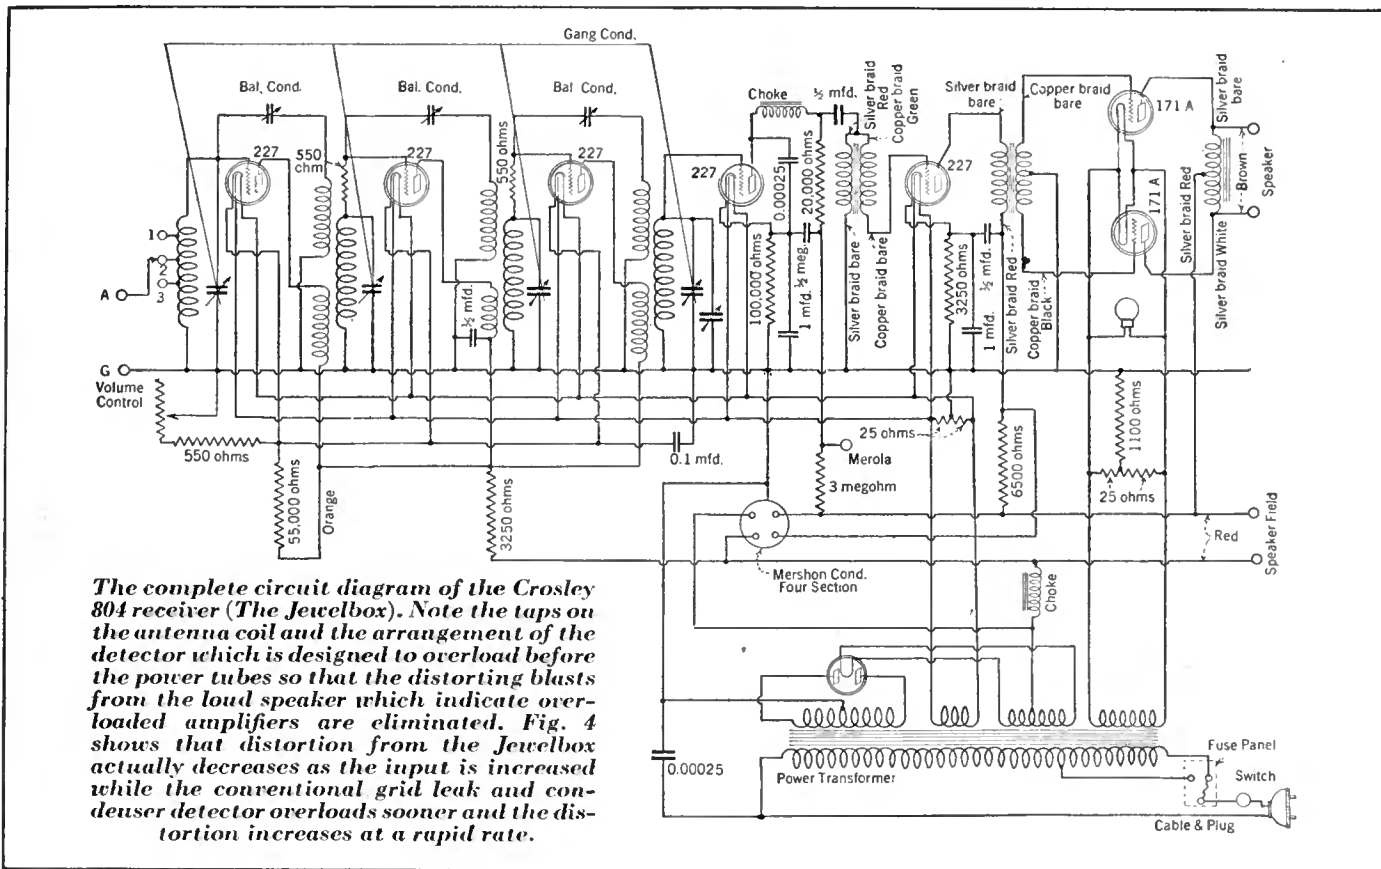 Gang Cond.
Bal. Cond.
Bal. Cond.
Bal Cond.
Choke
½ mfd.
Silver braid
Red
Copper braid
Green
Silver braid
bare
Copper braid
bare
171 A
Silver braid
bare
227
550
ohm
227
550 ohms
227
227
0.00025
20,000 ohms
227
171 A
Silver braid Red
Brown
Speaker
1
2
3
A
½ mfd.
100,000 ohms
½ meg.
1 mfd.
Silver braid bare
Copper braid bare
3250 ohms
½ mfd.
1 mfd.
Silver braid Red
Copper braid
Black
Silver braid White
G
Volume
Control
550 ohms
0.1 mfd.
25 ohms
Merola
3 megohm
6500 ohms
1100 ohms
25 ohms
55,000 ohms
Orange
3250 ohms
Red
Speaker Field
Mershon Cond.
Four Section
Choke
The complete circuit diagram of the Crosley
804 receiver (The Jewelbox). Note the taps on
the antenna coil and the arrangement of the
detector which is designed to overload before
the power tubes so that the distorting blasts
from the loud speaker which indicate over-
loaded amplifiers are eliminated. Fig. 4
shows that distortion from the Jewelbox
actually decreases as the input is increased
while the conventional grid leak and con-
denser detector overloads sooner and the dis-
tortion increases at a rapid rate.
0.00025
Power Transformer
Fuse Panel
Switch
Cable & Plug